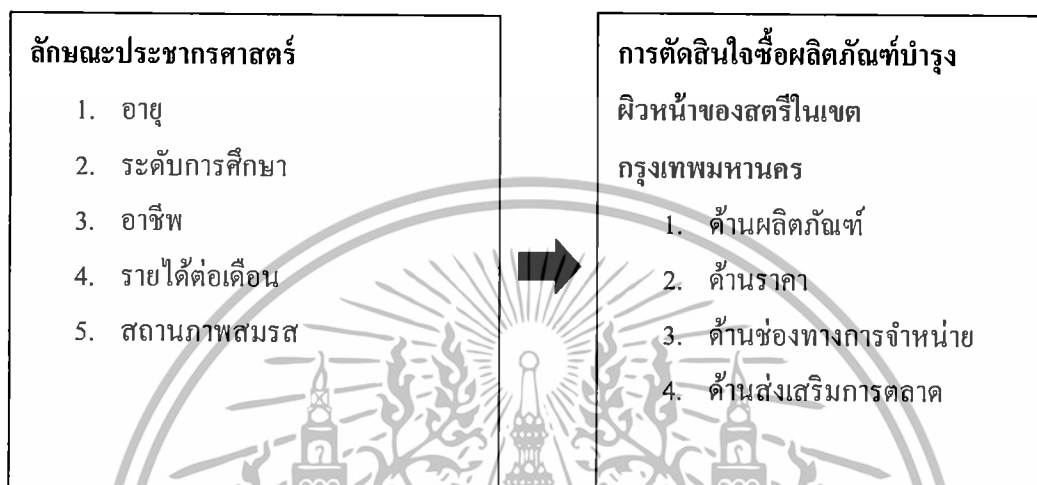 ลักษณะประชากรศาสตร์
1. อายุ
2. ระดับการศึกษา
3. อาชีพ
4. รายได้ต่อเดือน
5. สถานภาพสมรส
การตัดสินใจซื้อผลิตภัณฑ์บำรุง
ผิวหน้าของสตรีในเขต
กรุงเทพมหานคร
1. ด้านผลิตภัณฑ์
2. ด้านราคา
3. ด้านช่องทางการจำหน่าย
4. ด้านส่งเสริมการตลาด